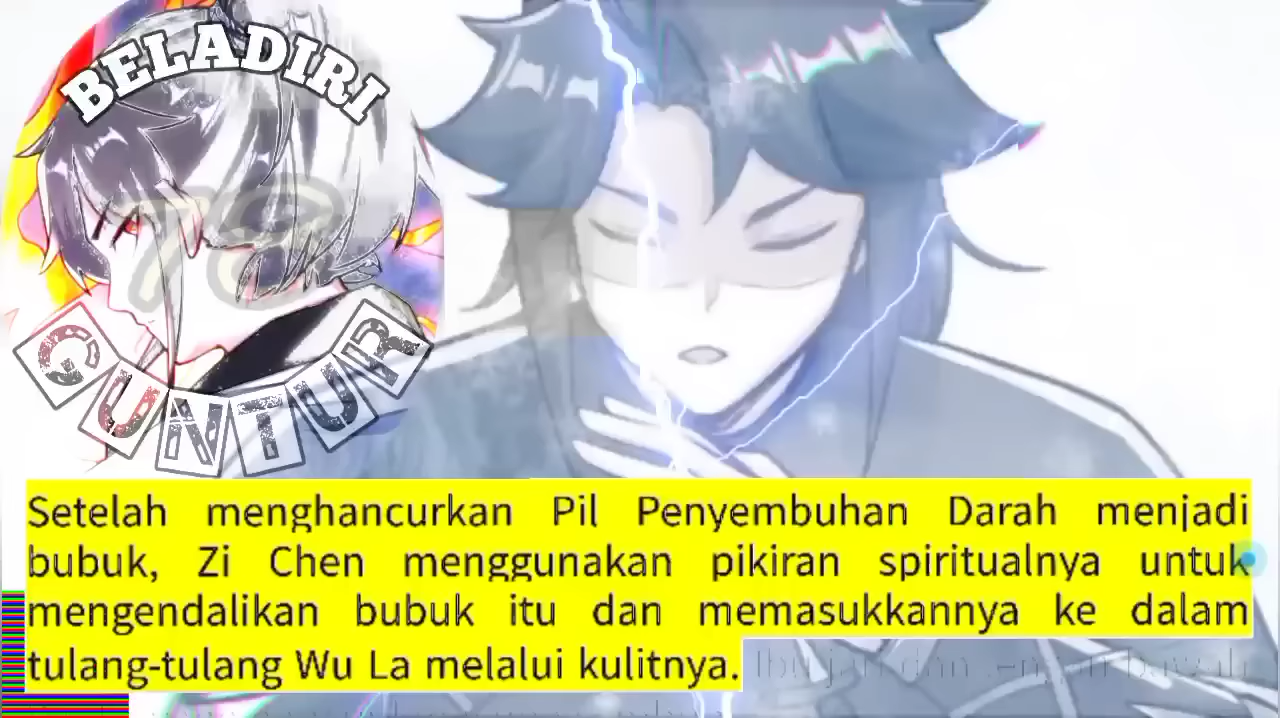 BELADIRI
78
GUNTUR
Setelah menghancurkan Pil Penyembuhan Darah menjadi
bubuk, Zi Chen menggunakan pikiran spiritualnya untuk
mengendalikan bubuk itu dan memasukkannya ke dalam
tulang-tulang Wu La melalui kulitnya.